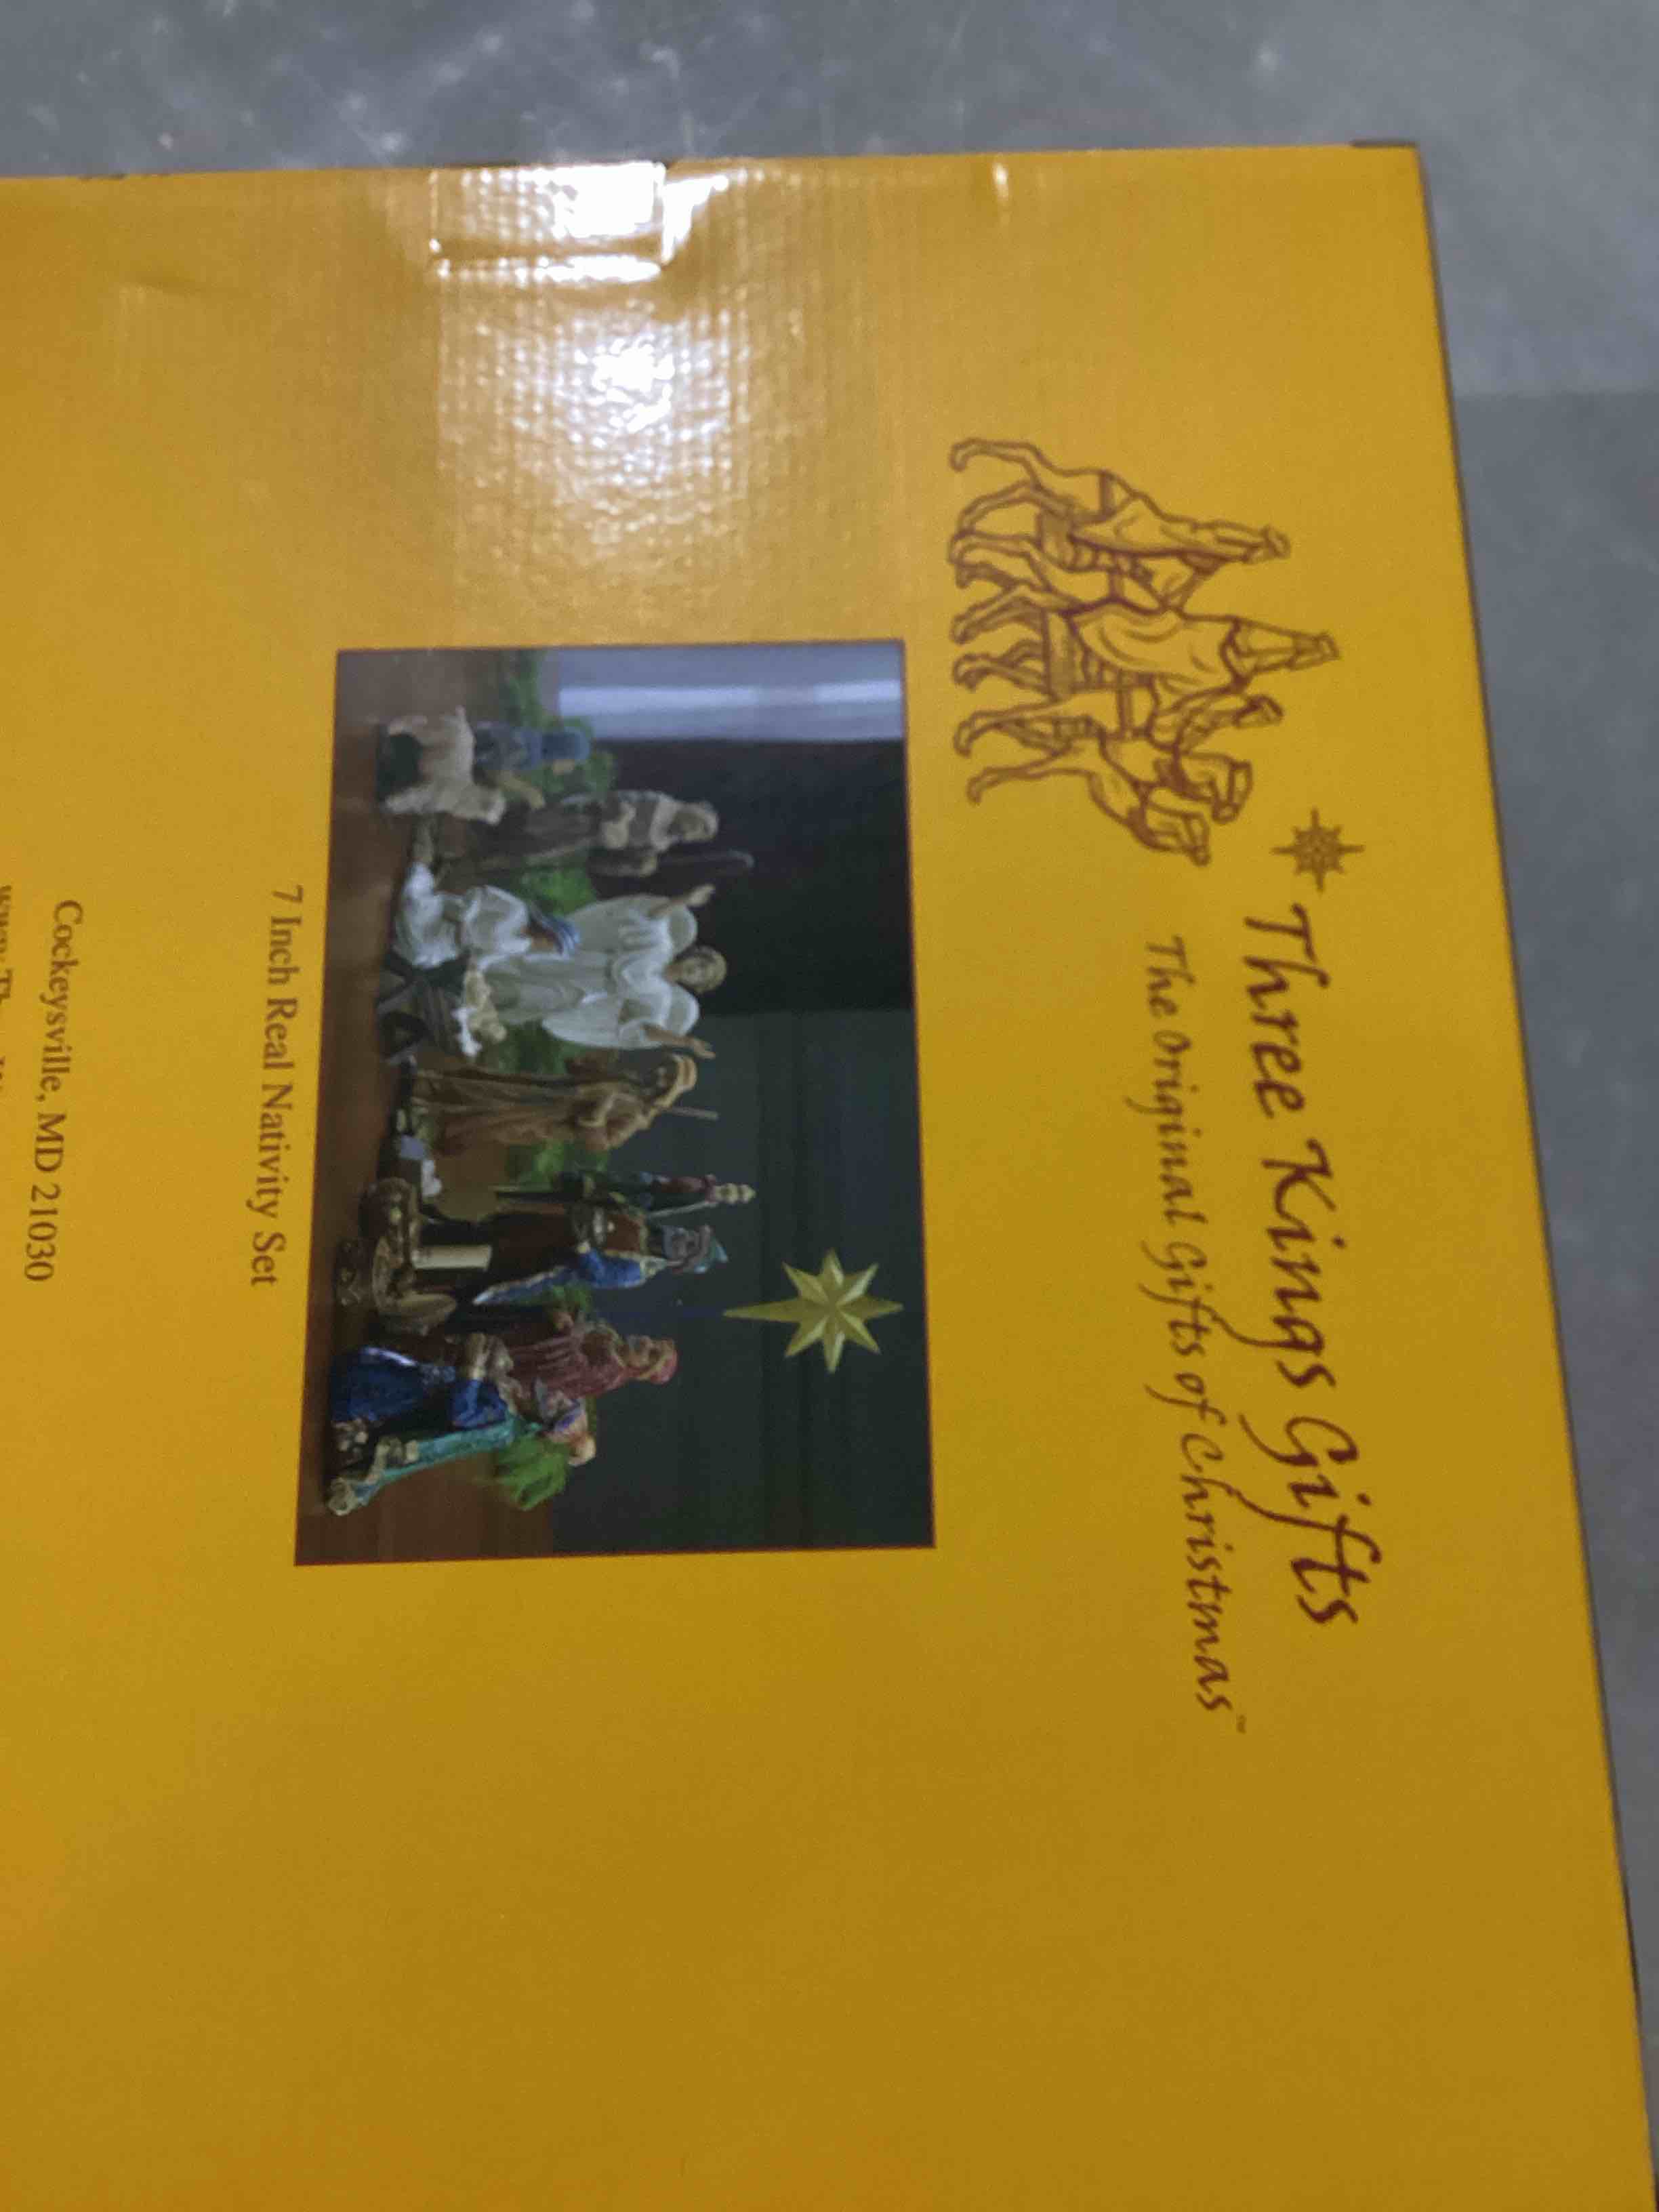 Three Kings Gifts
The Original Gifts of Christmas™
7 Inch Real Nativity Set
Cockeysville, MD 21030